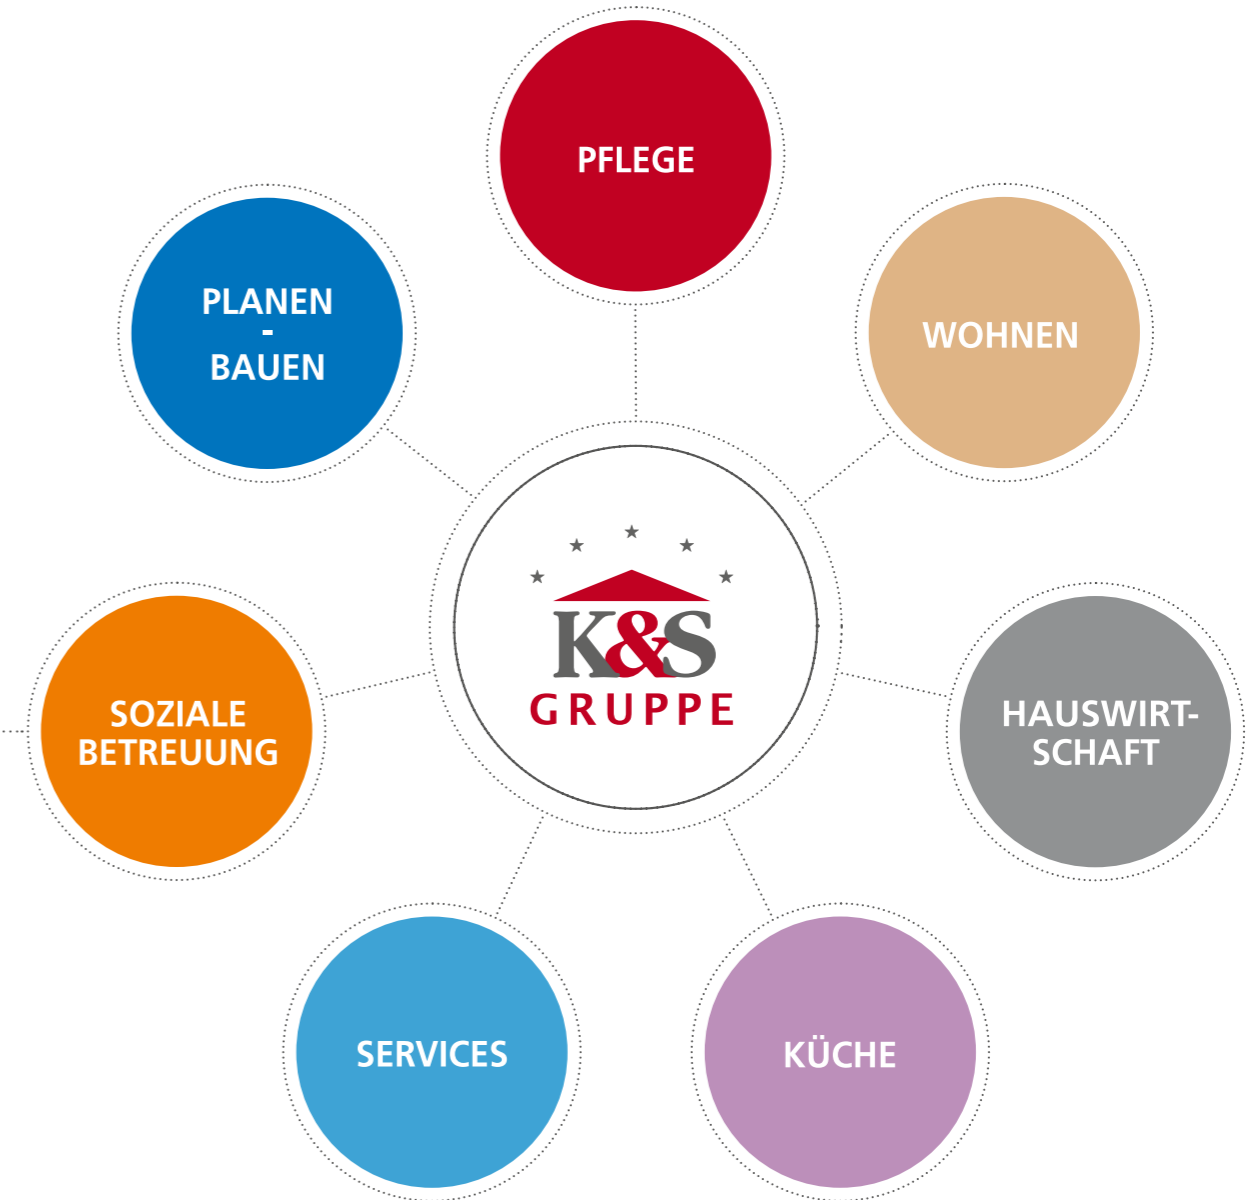 PFLEGE
PLANEN
-
BAUEN
WOHNEN
K&S
GRUPPE
SOZIALE
BETREUUNG
HAUSWIRT-
SCHAFT
SERVICES
KÜCHE